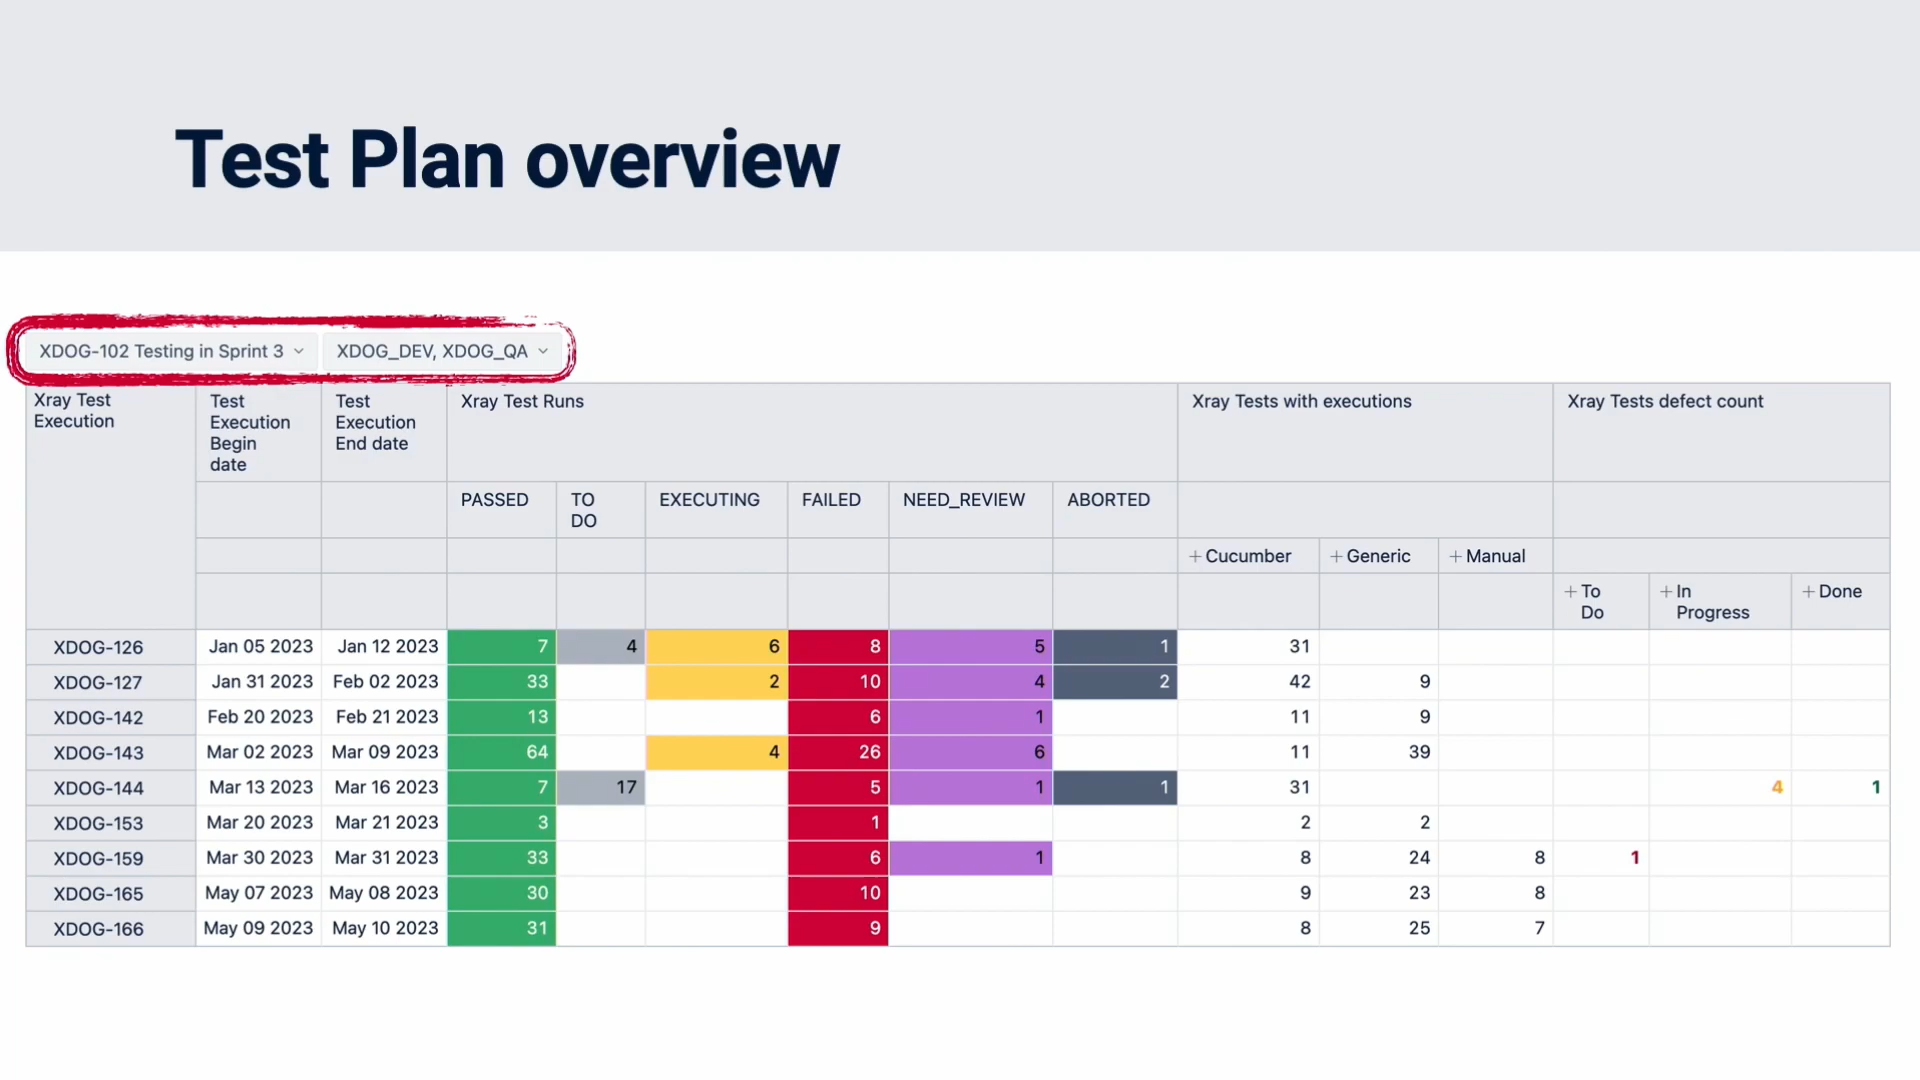 Test Plan overview
XDOG-102 Testing in Sprint 3 XDOG_DEV, XDOG_QA
Xray Test Execution Test Execution Begin date Test Execution End date Xray Test Runs Xray Tests with executions Xray Tests defect count
PASSED TO DO EXECUTING FAILED NEED_REVIEW ABORTED
+ Cucumber + Generic + Manual
+ To Do + In Progress + Done
XDOG-126 Jan 05 2023 Jan 12 2023 7 4 6 8 5 1 31
XDOG-127 Jan 31 2023 Feb 02 2023 33 2 10 4 2 42 9
XDOG-142 Feb 20 2023 Feb 21 2023 13 6 1 11 9
XDOG-143 Mar 02 2023 Mar 09 2023 64 4 26 6 11 39
XDOG-144 Mar 13 2023 Mar 16 2023 7 17 5 1 1 31 4 1
XDOG-153 Mar 20 2023 Mar 21 2023 3 1 2 2
XDOG-159 Mar 30 2023 Mar 31 2023 33 6 1 8 24 8 1
XDOG-165 May 07 2023 May 08 2023 30 10 9 23 8
XDOG-166 May 09 2023 May 10 2023 31 9 8 25 7